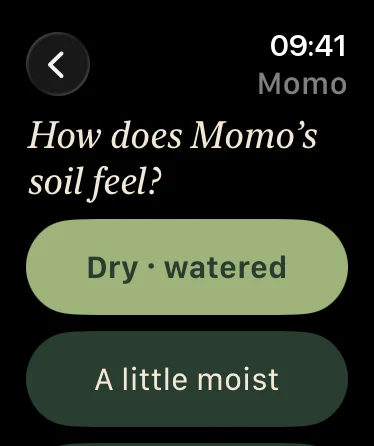 09:41
Momo
How does Momo’s
soil feel?
Dry · watered
A little moist